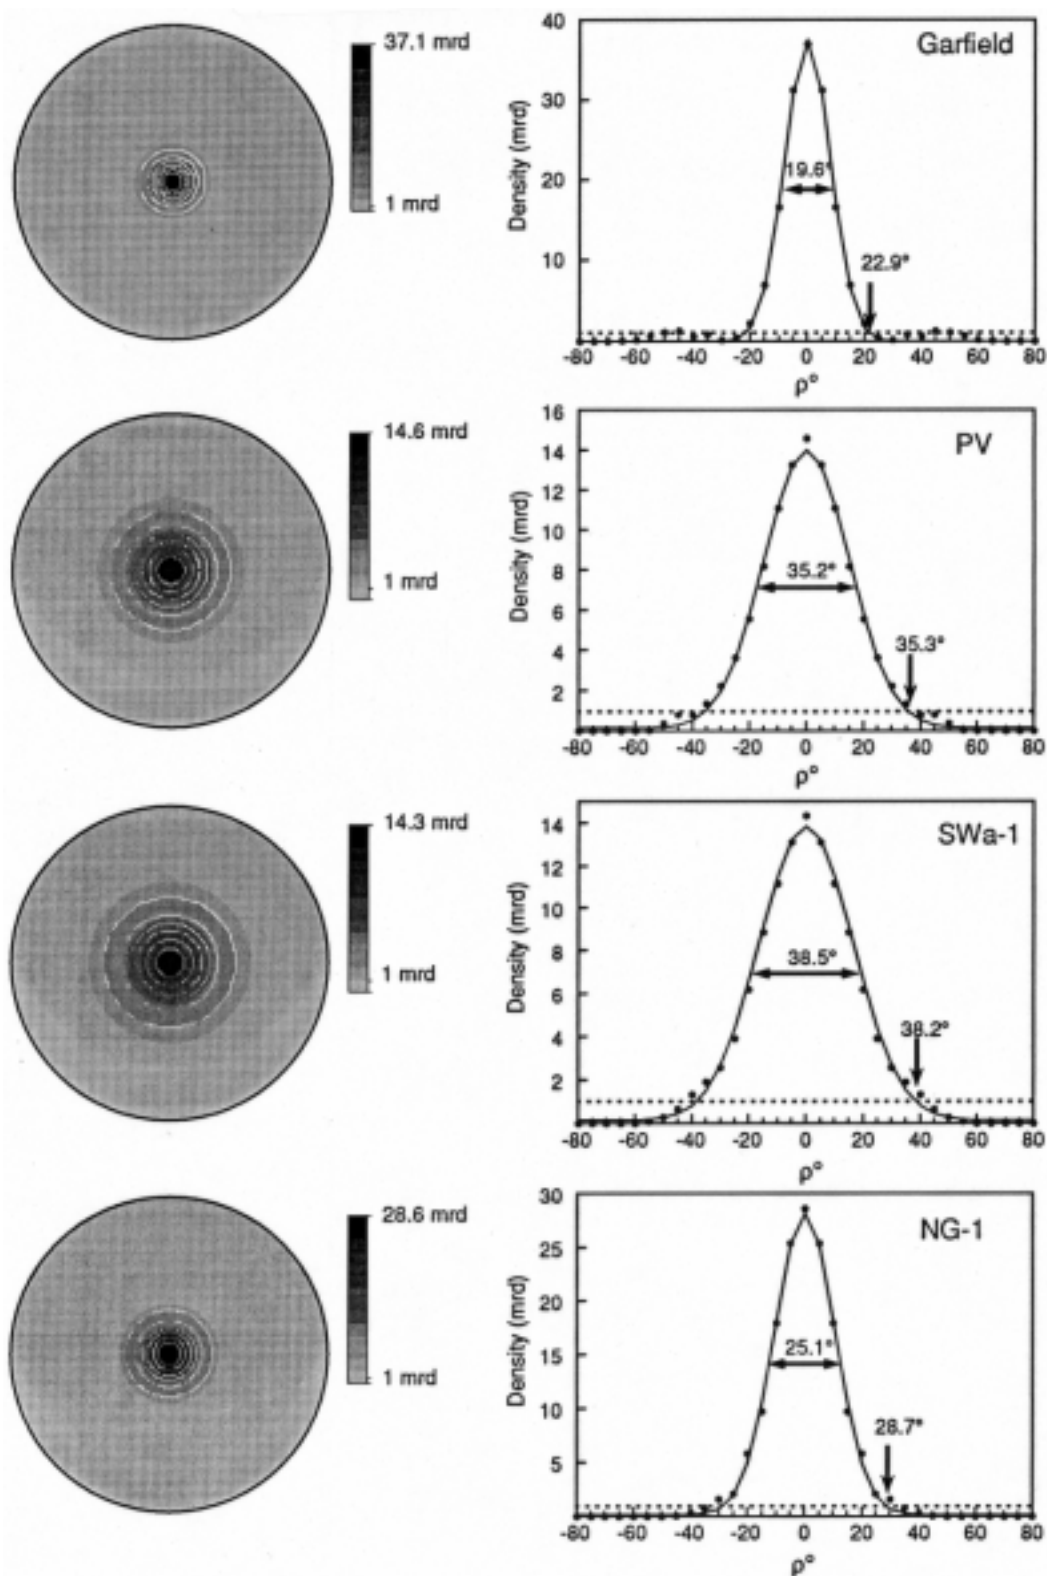 37.1 mrd
1 mrd
Garfield
Density (mrd)
40
30
20
10
19.6°
22.9°
-80 -60 -40 -20 0 20 40 60 80
ρ°
14.6 mrd
1 mrd
PV
Density (mrd)
16
14
12
10
8
6
4
2
35.2°
35.3°
-80 -60 -40 -20 0 20 40 60 80
ρ°
14.3 mrd
1 mrd
SWa-1
Density (mrd)
14
12
10
8
6
4
2
38.5°
38.2°
-80 -60 -40 -20 0 20 40 60 80
ρ°
28.6 mrd
1 mrd
NG-1
Density (mrd)
30
25
20
15
10
5
25.1°
28.7°
-80 -60 -40 -20 0 20 40 60 80
ρ°